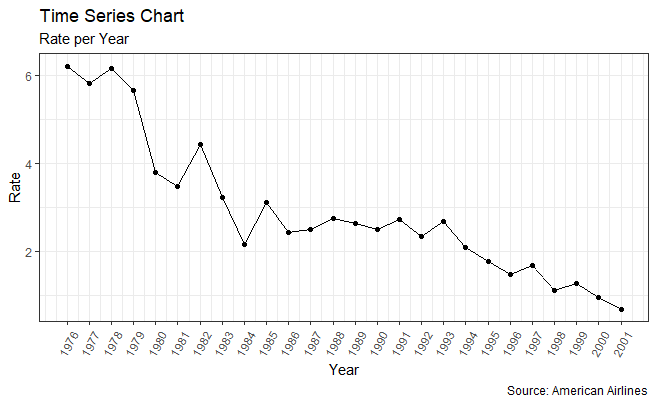 Time Series Chart
Rate per Year
Rate
6
4
2
1976 1977 1978 1979 1980 1981 1982 1983 1984 1985 1986 1987 1988 1989 1990 1991 1992 1993 1994 1995 1996 1997 1998 1999 2000 2001
Year
Source: American Airlines